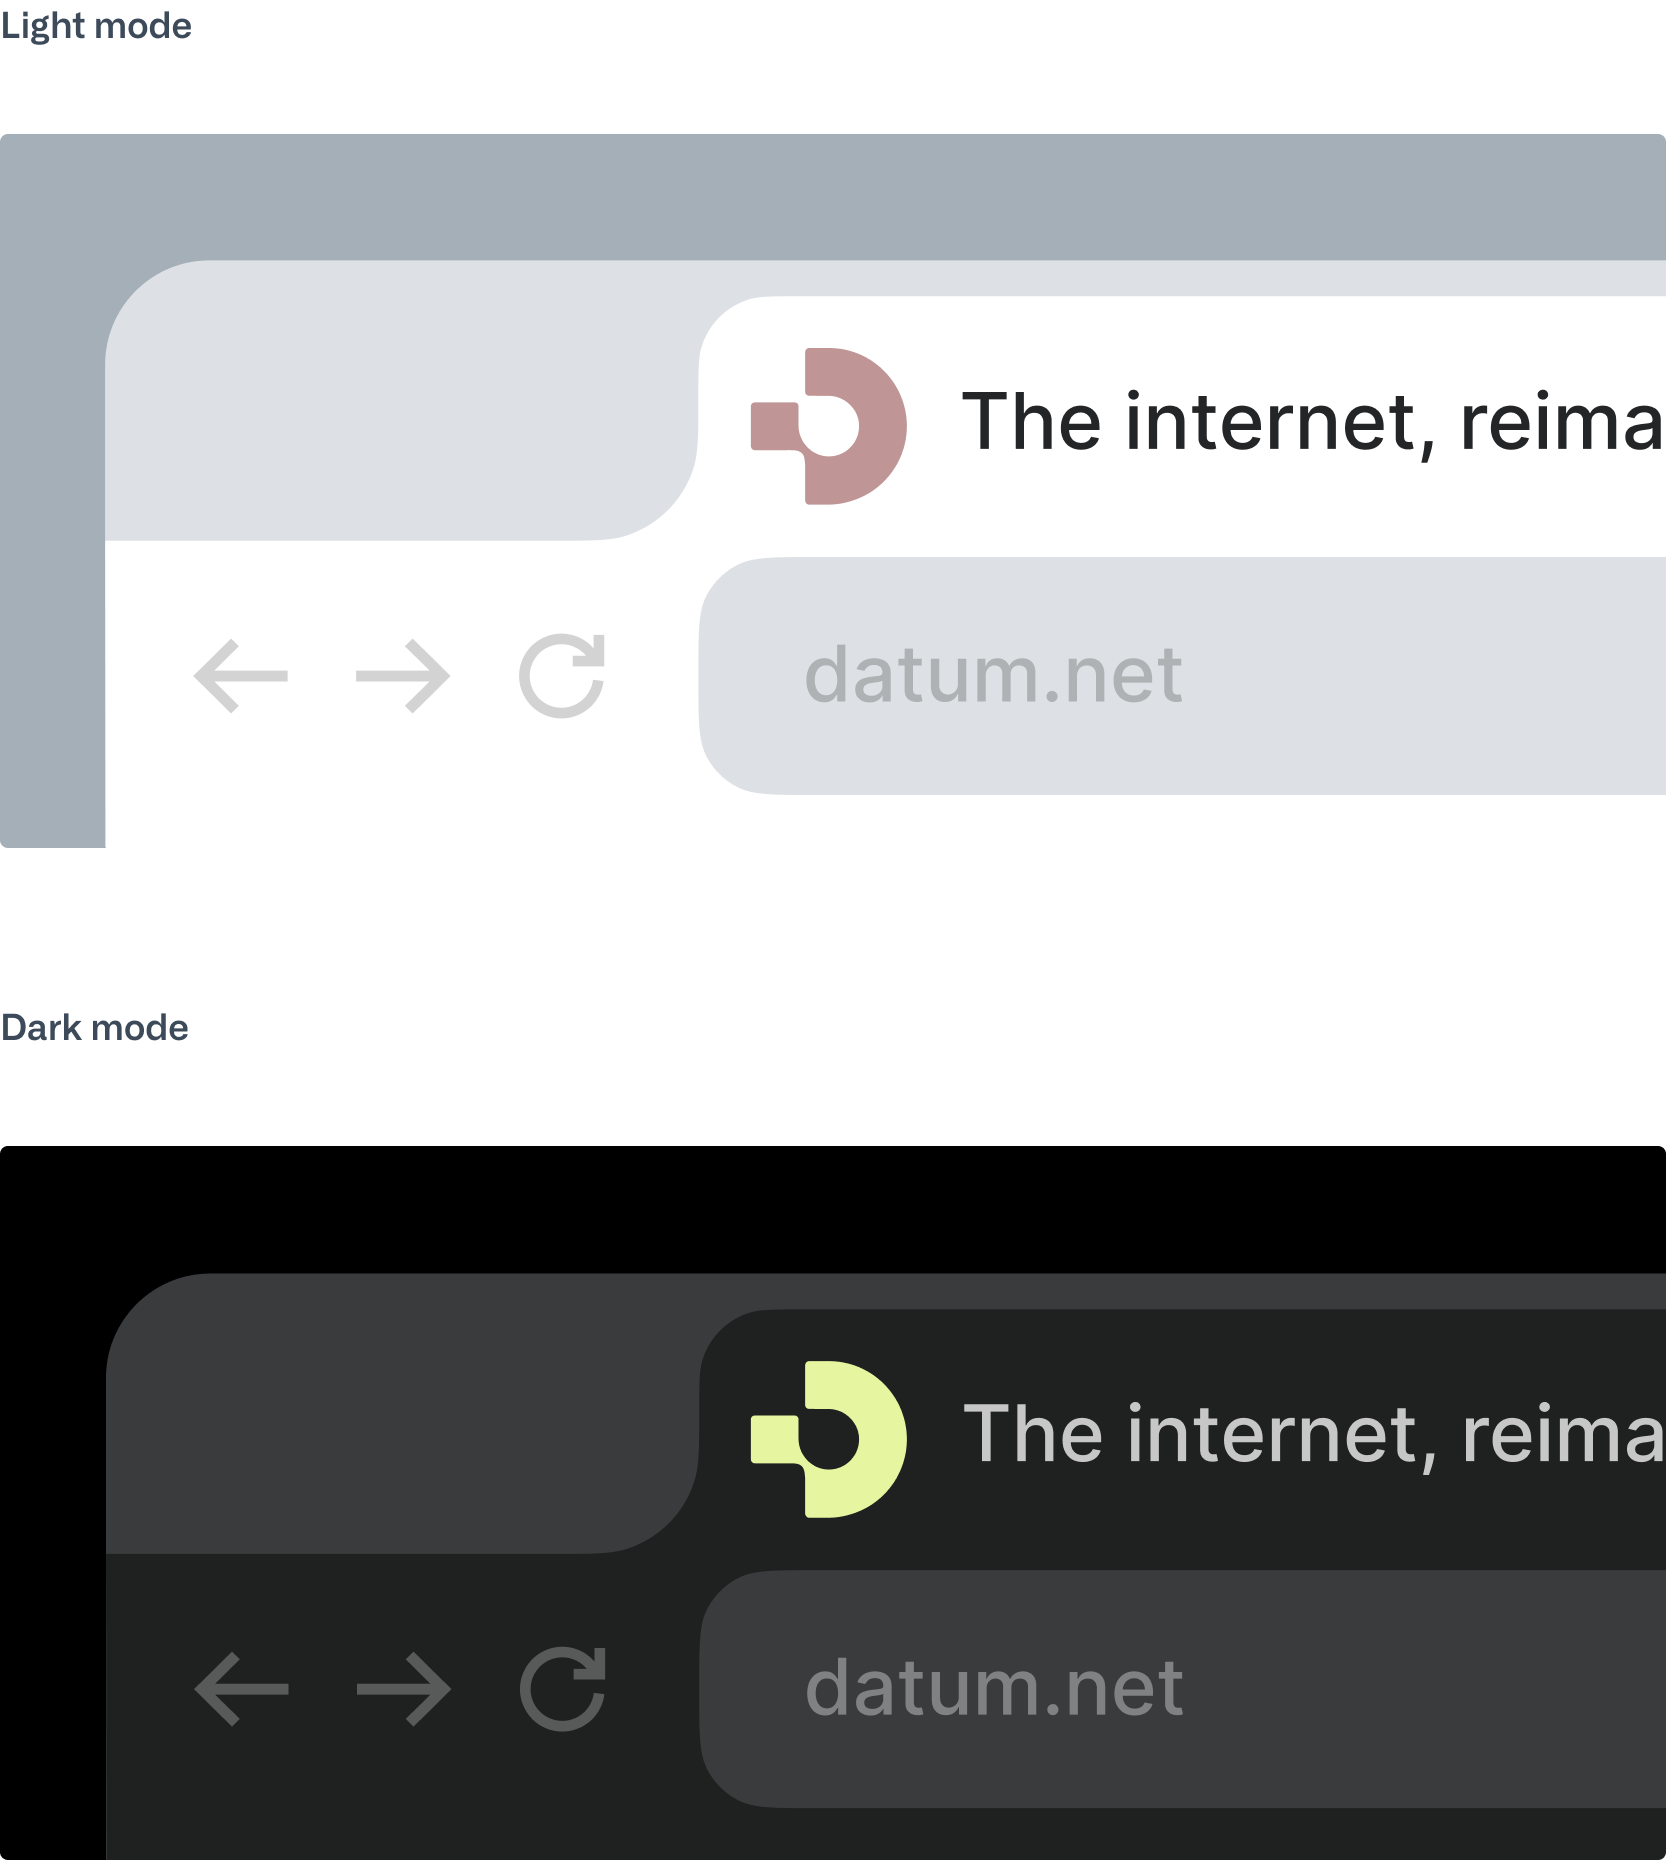 Light mode
The internet, reima
datum.net
Dark mode
The internet, reima
datum.net